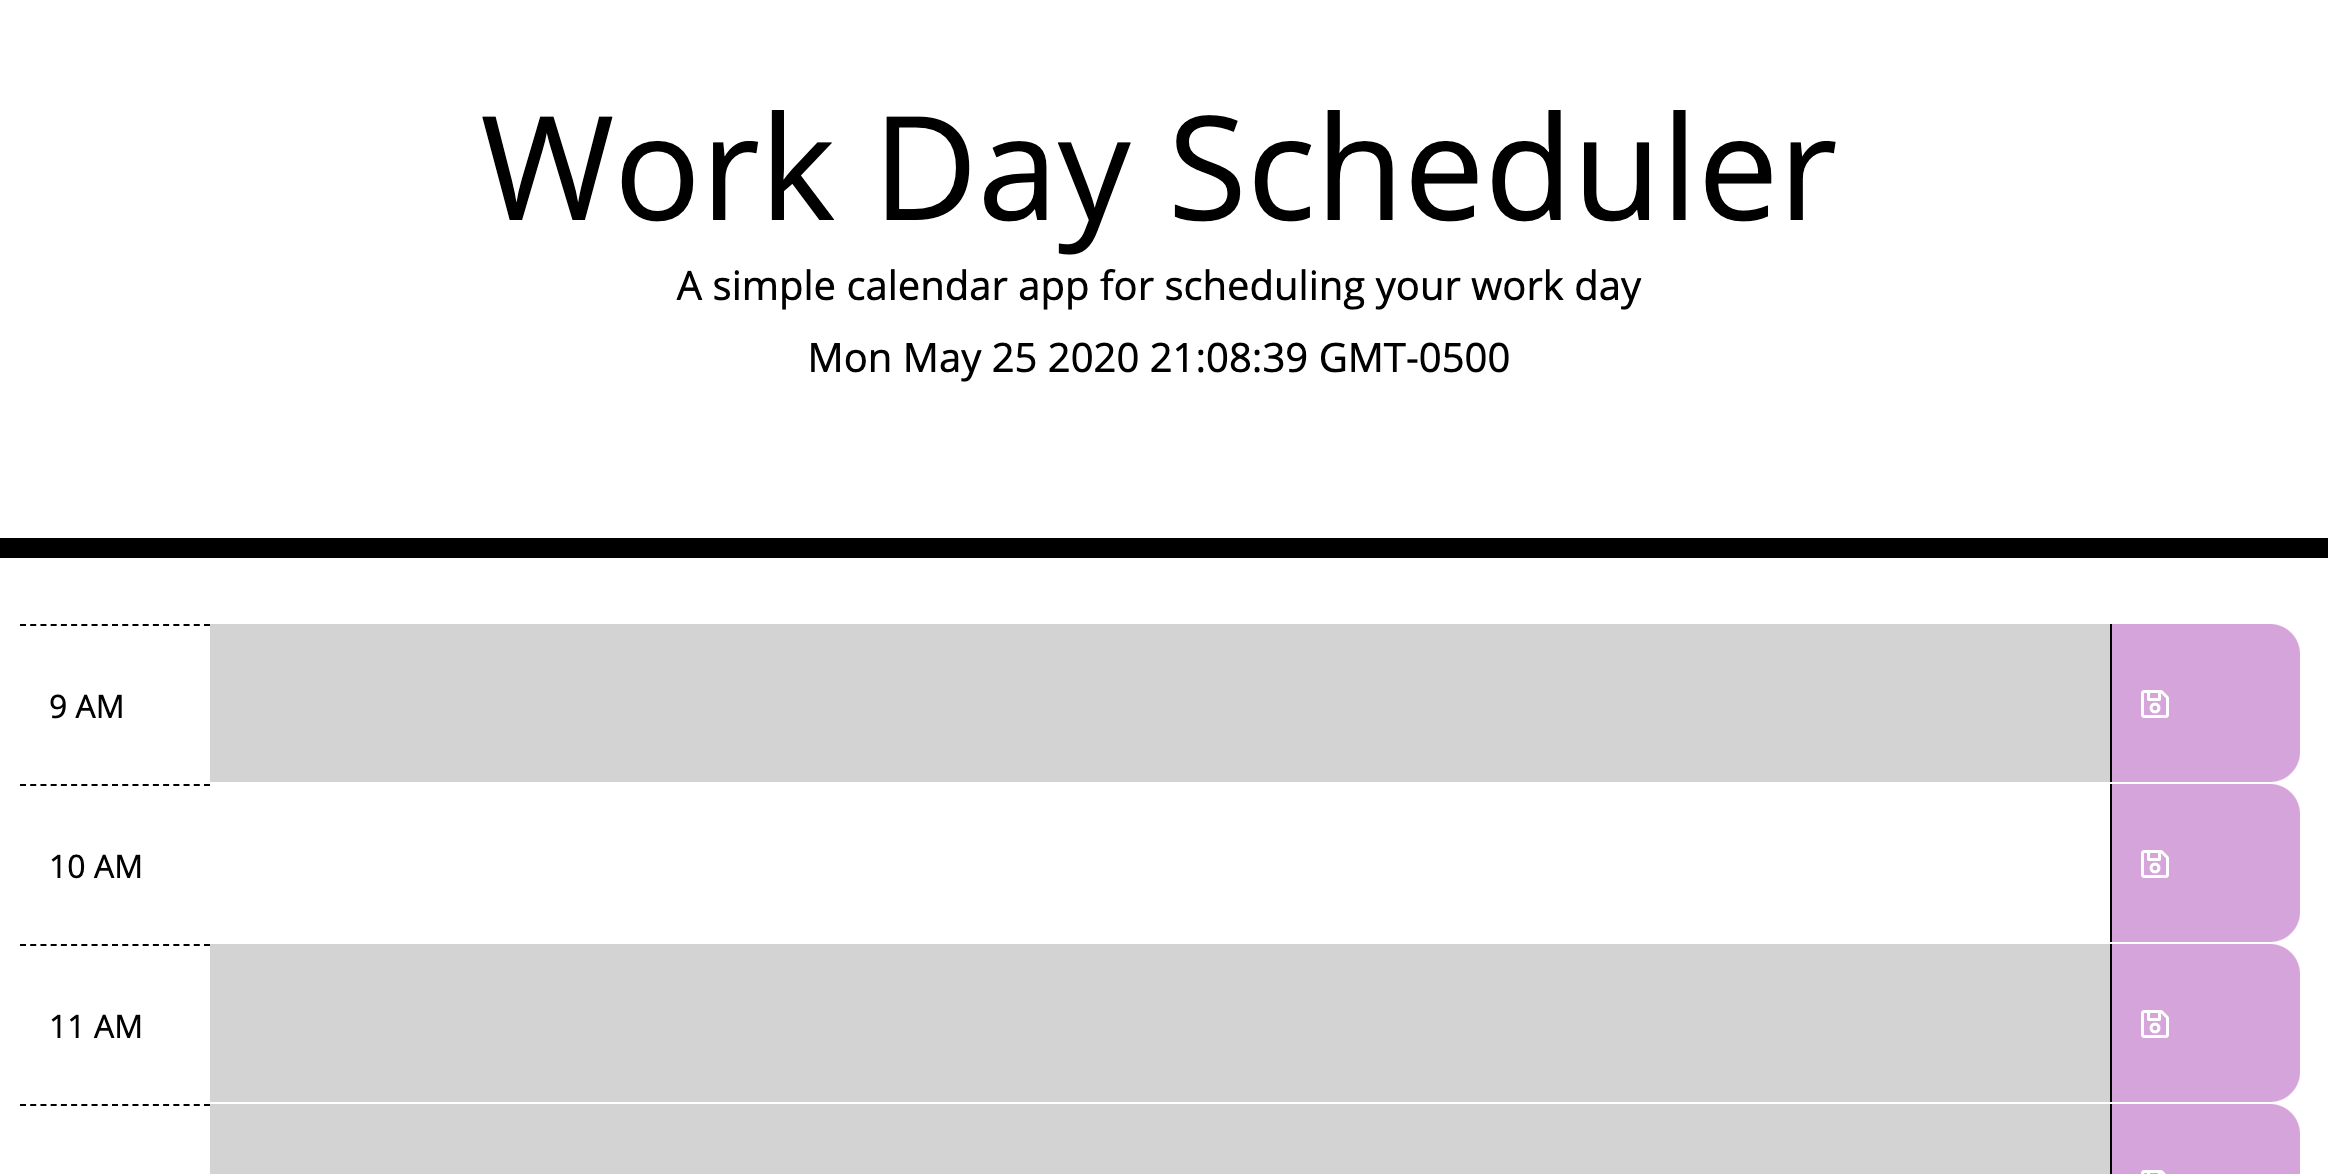 Work Day Scheduler
A simple calendar app for scheduling your work day
Mon May 25 2020 21:08:39 GMT-0500
9 AM
10 AM
11 AM